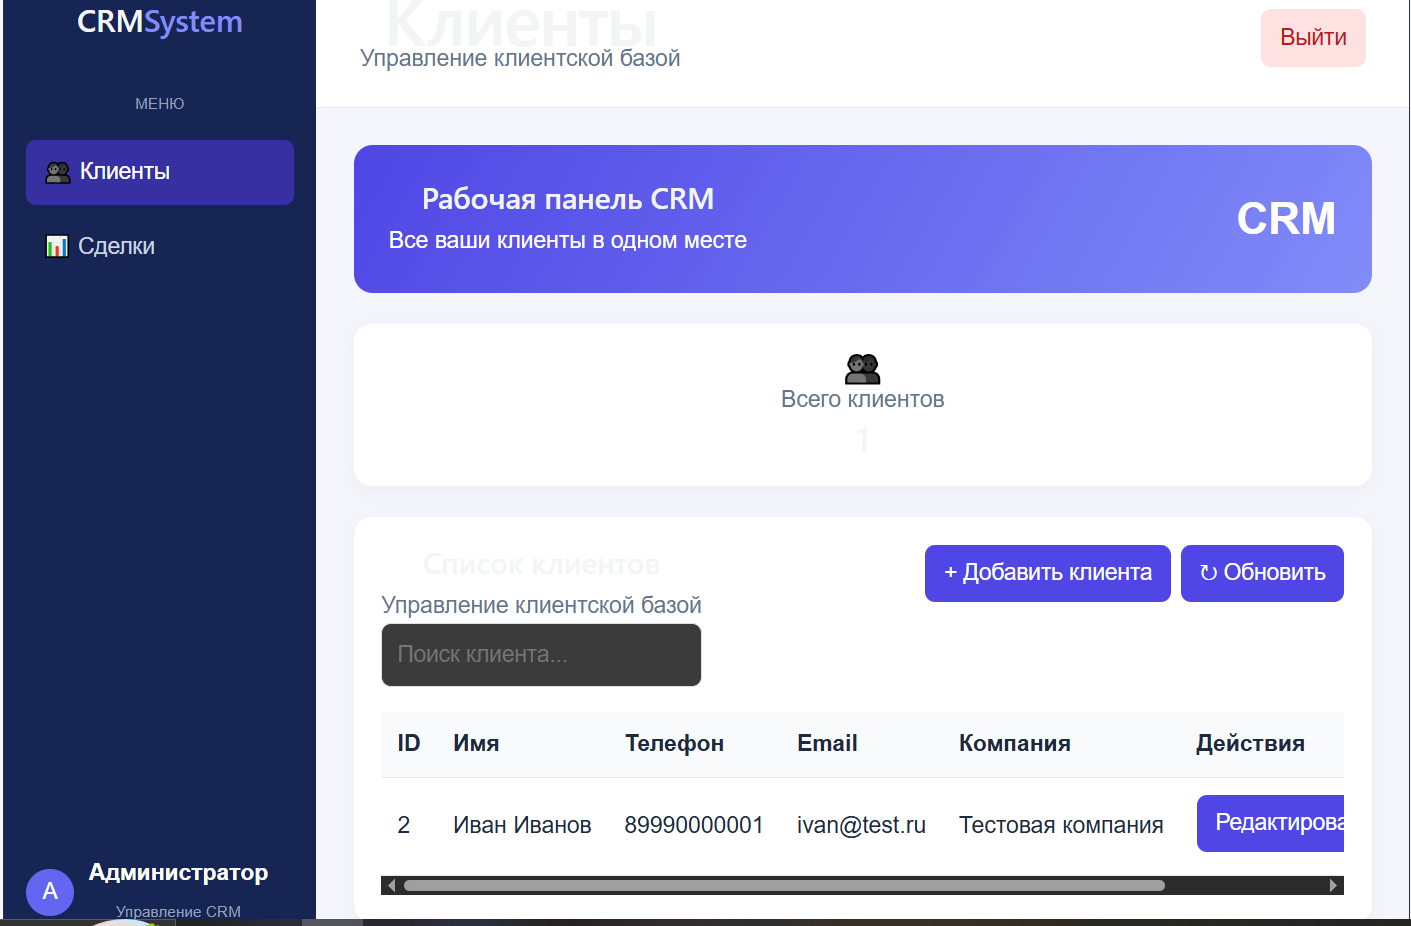 CRMSystem
МЕНЮ
Клиенты
Сделки
А
Администратор
Управление CRM
Клиенты
Управление клиентской базой
Выйти
Рабочая панель CRM
Все ваши клиенты в одном месте
CRM
Всего клиентов
1
Список клиентов
Управление клиентской базой
+ Добавить клиента
↻ Обновить
Поиск клиента...
ID Имя Телефон Email Компания Действия
2 Иван Иванов 89990000001 ivan@test.ru Тестовая компания Редактирова